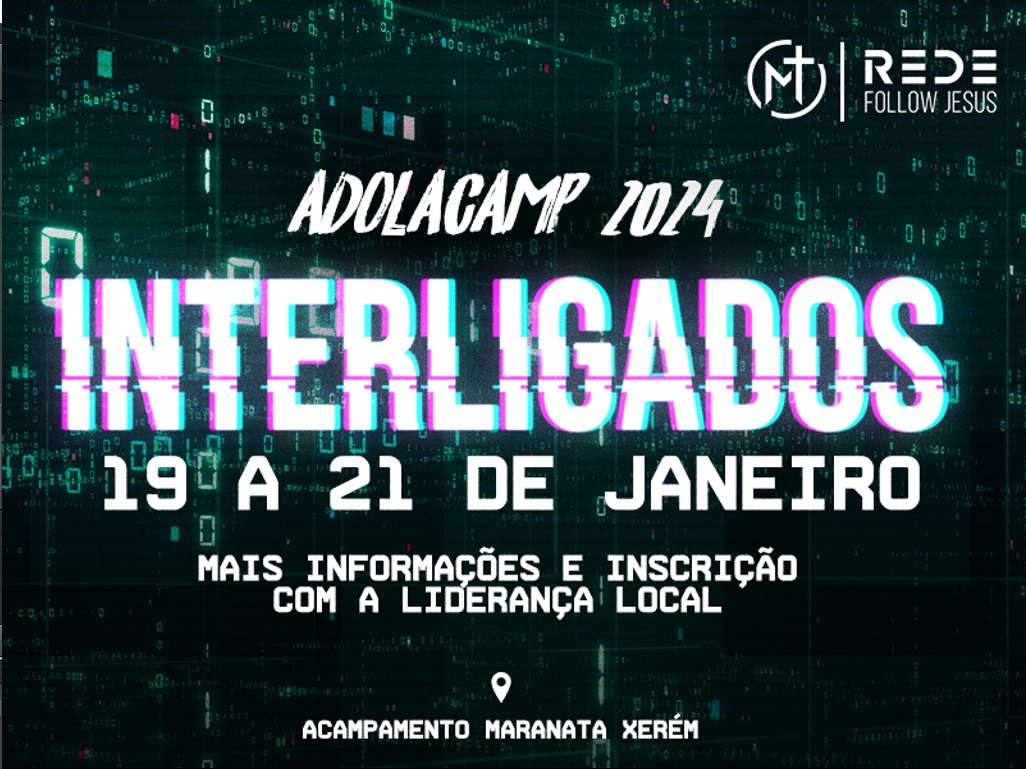 MT
REDE
FOLLOW JESUS
ADOLACAMP 2024
INTERLIGADOS
19 A 21 DE JANEIRO
MAIS INFORMAÇÕES E INSCRIÇÃO
COM A LIDERANÇA LOCAL
ACAMPAMENTO MARANATA XERÉM